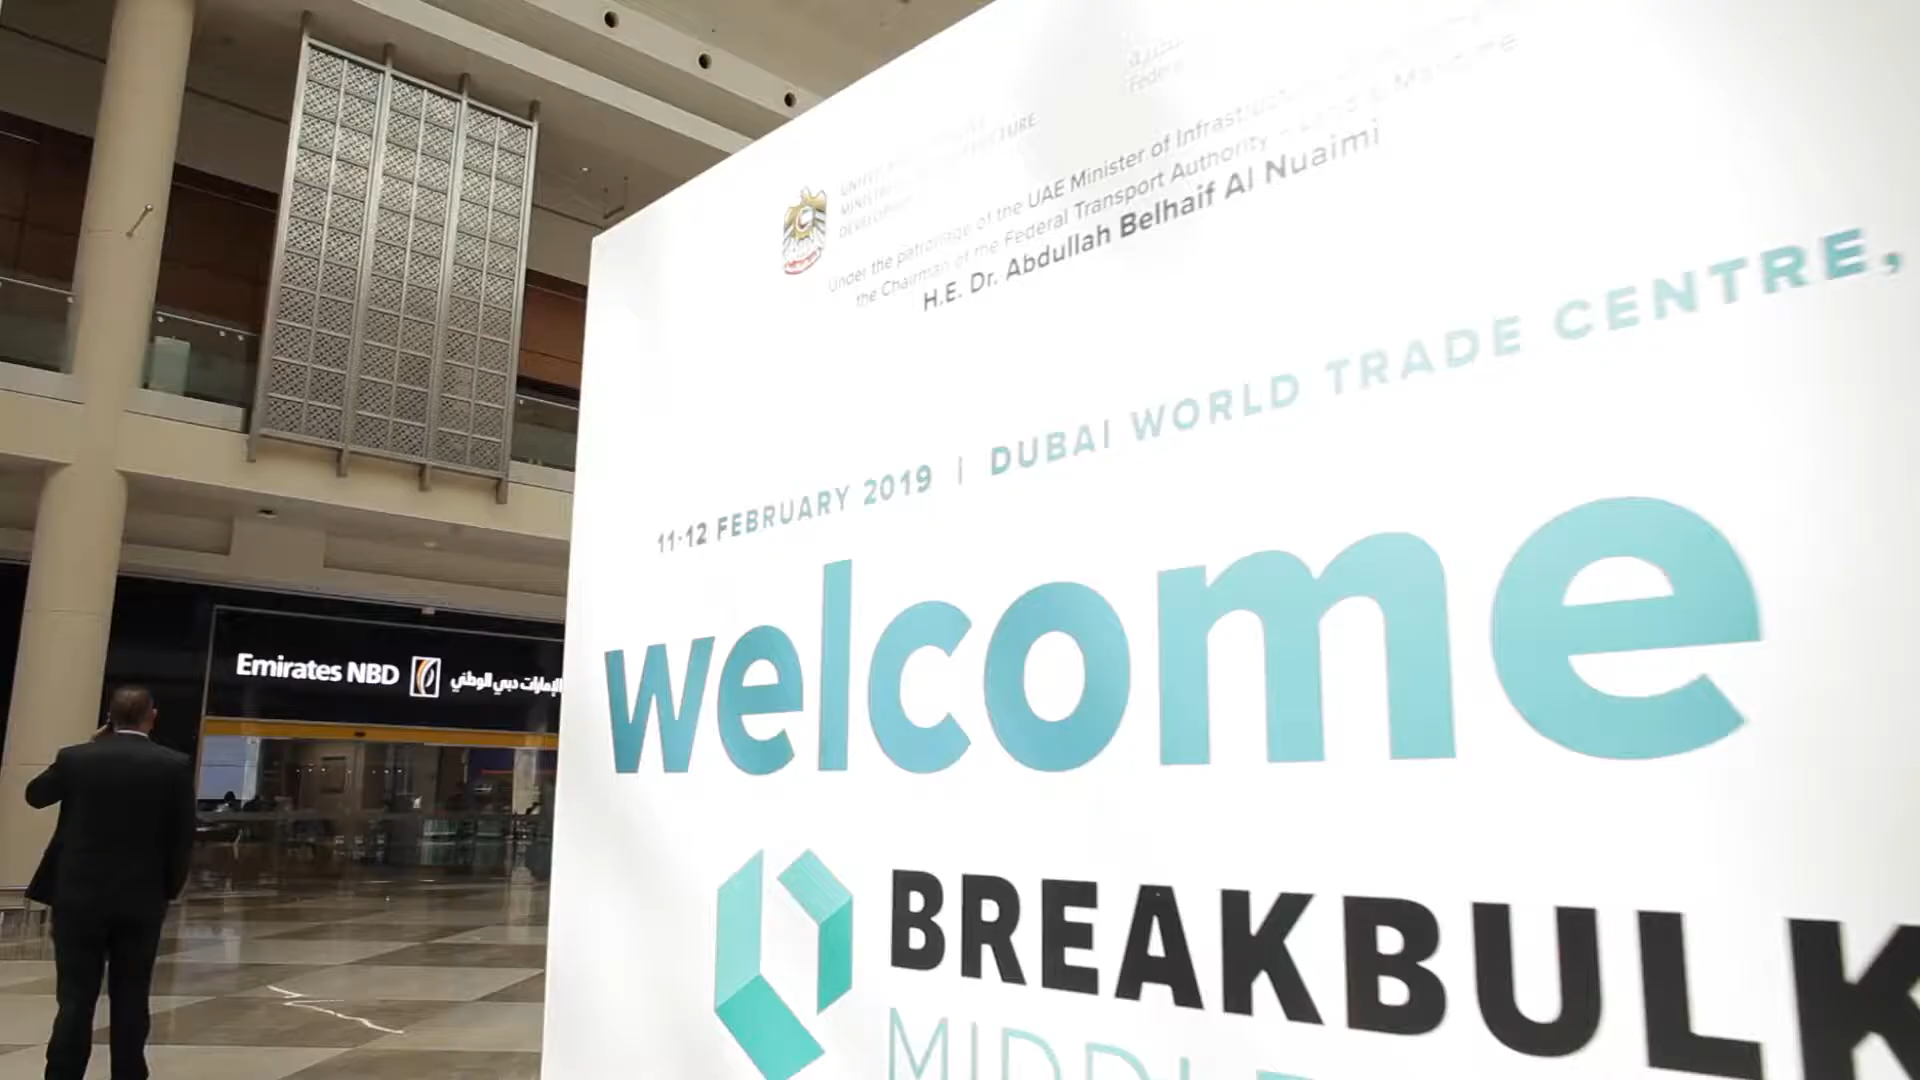 Under the patronage of the UAE Minister of Infrastructure
the Chairman of the Federal Transport Authority - Land & Maritime
H.E. Dr. Abdullah Belhaif Al Nuaimi
11-12 FEBRUARY 2019 | DUBAI WORLD TRADE CENTRE,
welcome
BREAKBULK
MIDDLE
Emirates NBD الإمارات دبي الوطني